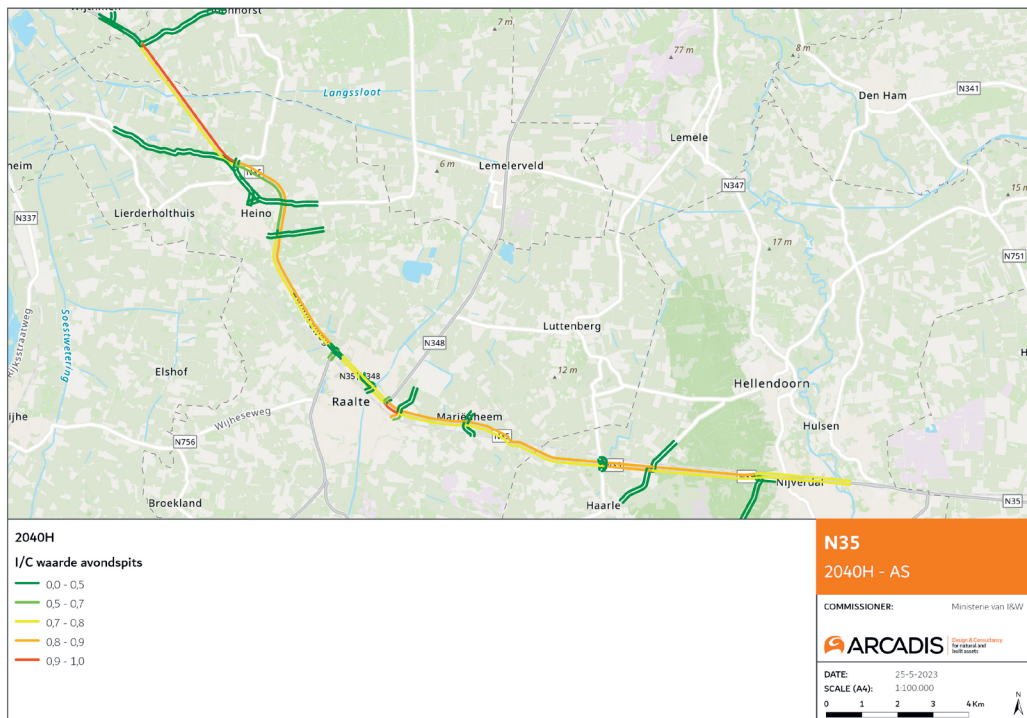 7 m
77 m
8 m
N341
Den Ham
Langssloot
Lemele
heim
6 m
Lemelerveld
N35
N347
15 m
Lierderholthuis
Heino
N337
17 m
N751
Rijksstraatweg
Soestwetering
Luttenberg
N348
Elshof
N35
N348
12 m
Hellendoorn
Raalte
Mariënheem
Wijheseweg
Hulsen
ijhe
N756
N35
Nijverdal
Broekland
Haarle
N35
2040H
I/C waarde avondspits
0,0 - 0,5
0,5 - 0,7
0,7 - 0,8
0,8 - 0,9
0,9 - 1,0
N35
2040H - AS
COMMISSIONER: Ministerie van I&W
ARCADIS
Design & Consultancy
for natural and
built assets
DATE: 25-5-2023
SCALE (A4): 1:100.000
N
0 1 2 3 4 Km